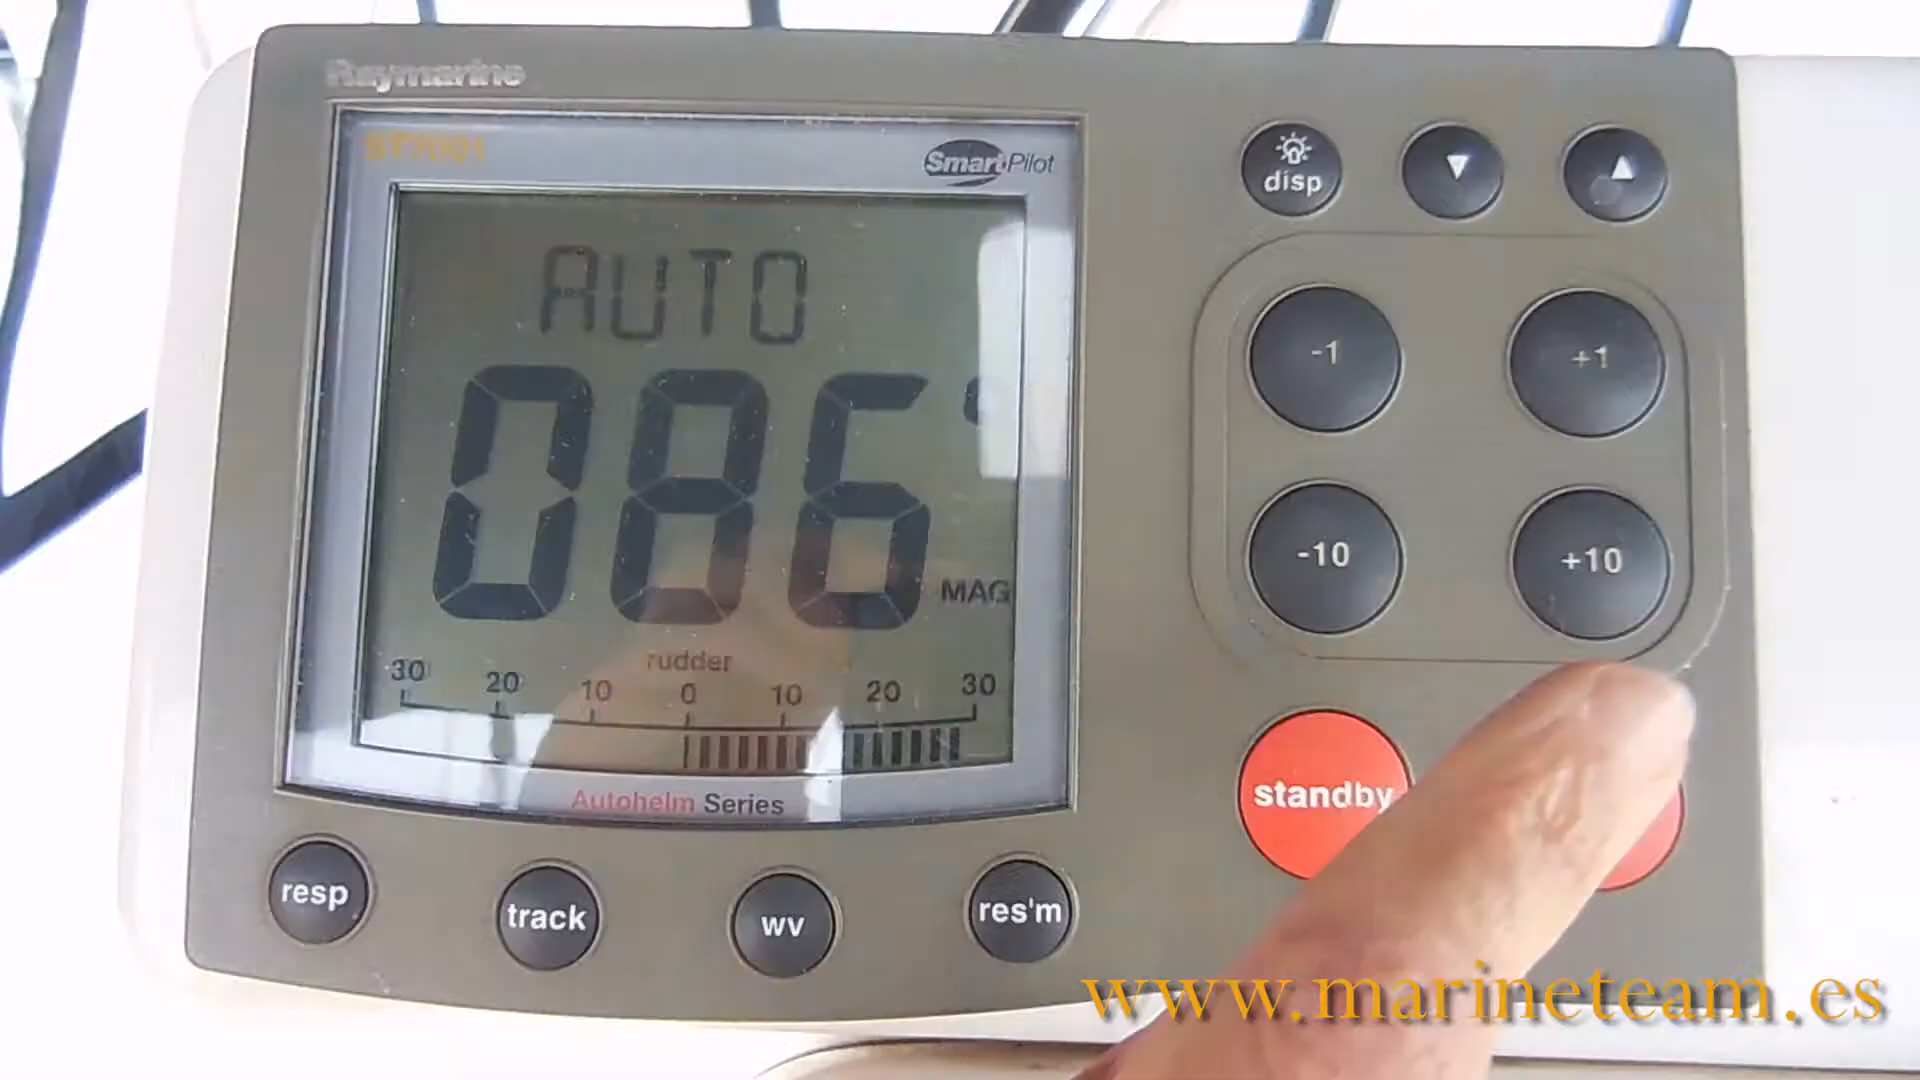 Raymarine
ST7001
SmartPilot
disp
AUTO
-1
+1
086°
MAG
-10
+10
rudder
30 20 10 0 10 20 30
standby
Autohelm Series
resp
track
wv
res'm
www.marineteam.es